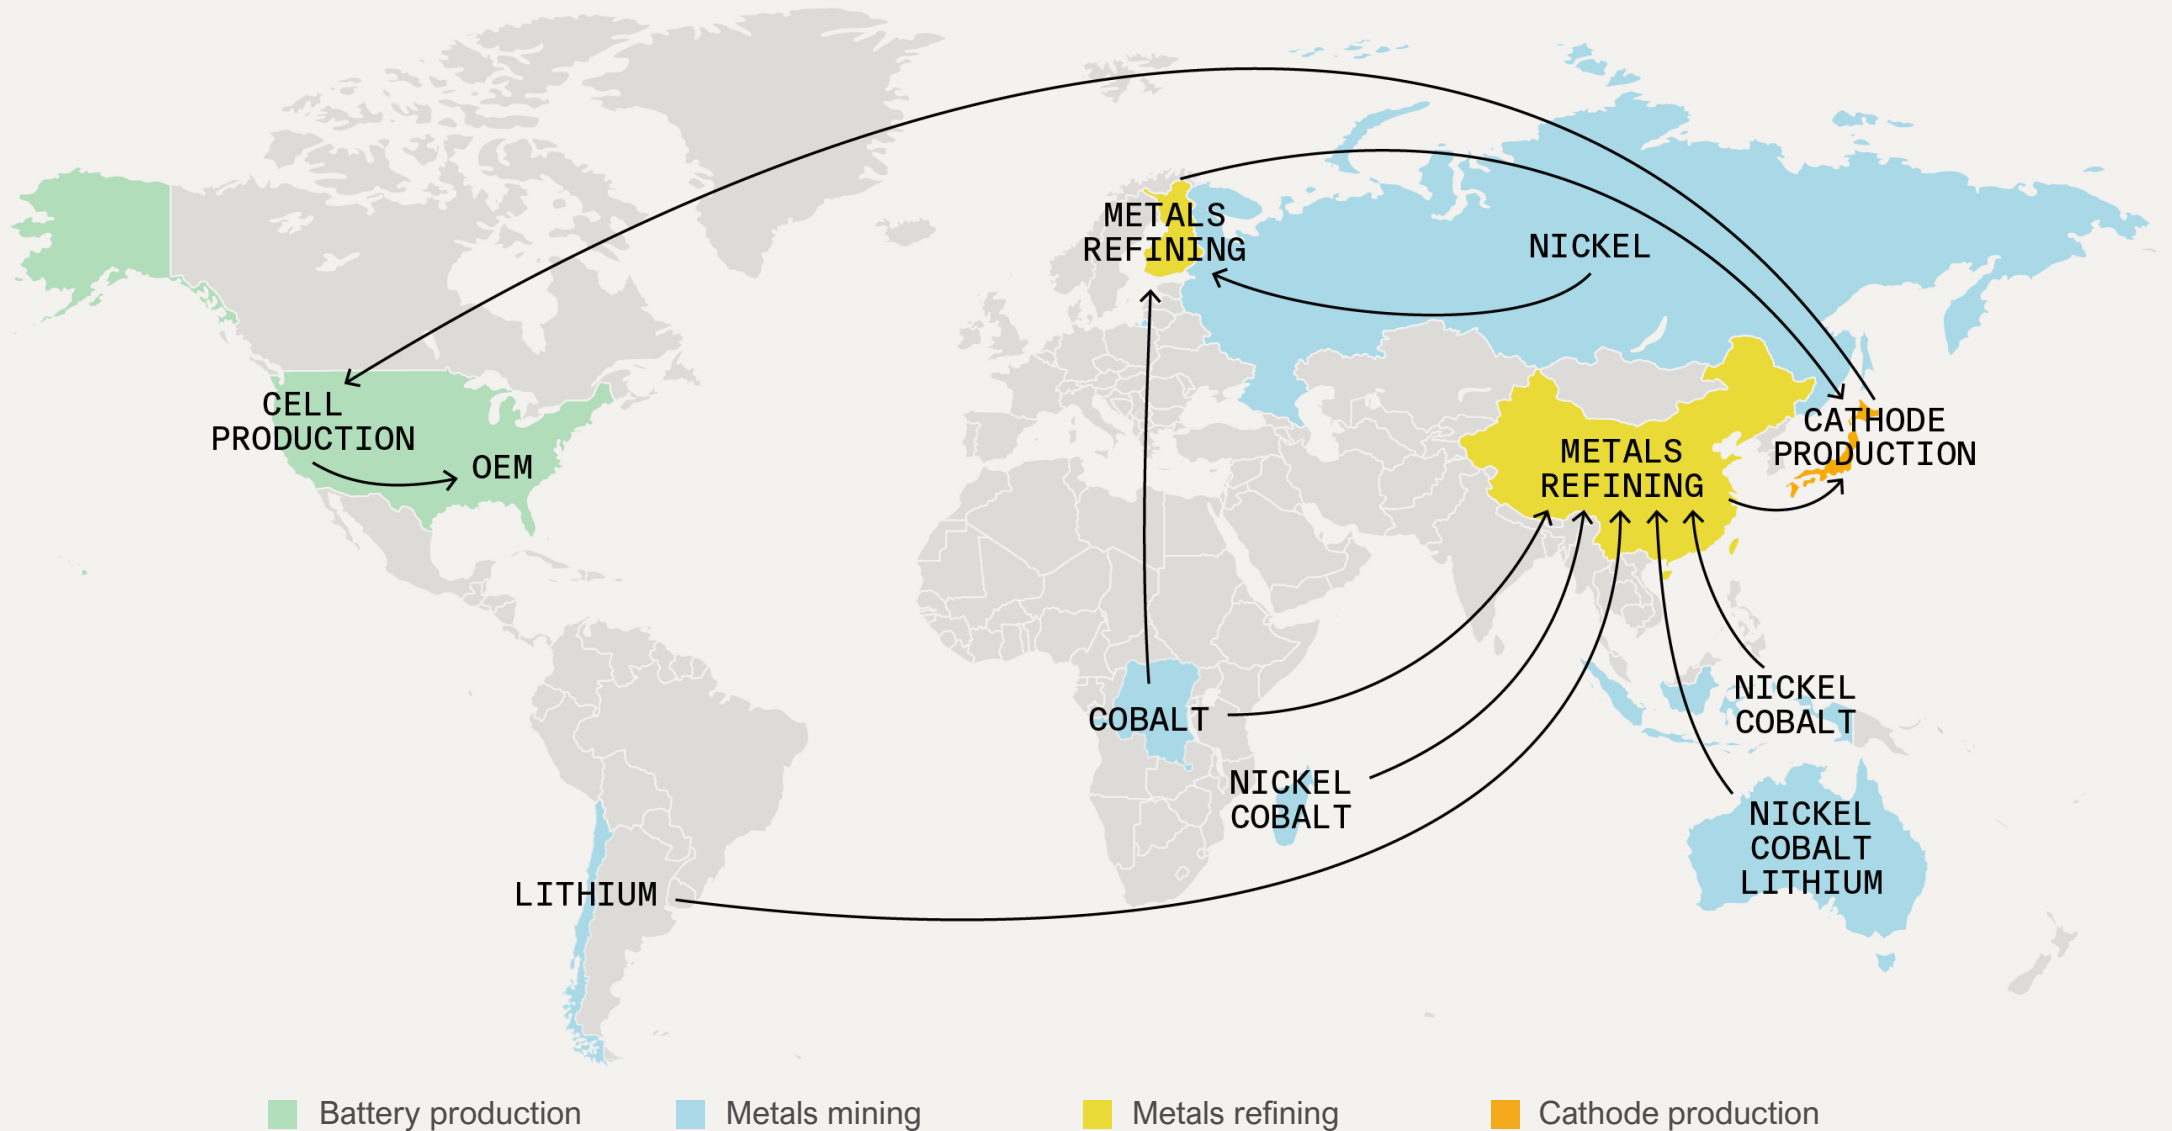 METALS
REFINING
NICKEL
CELL
PRODUCTION
OEM
CATHODE
PRODUCTION
METALS
REFINING
COBALT
NICKEL
COBALT
NICKEL
COBALT
NICKEL
COBALT
LITHIUM
LITHIUM
Battery production
Metals mining
Metals refining
Cathode production